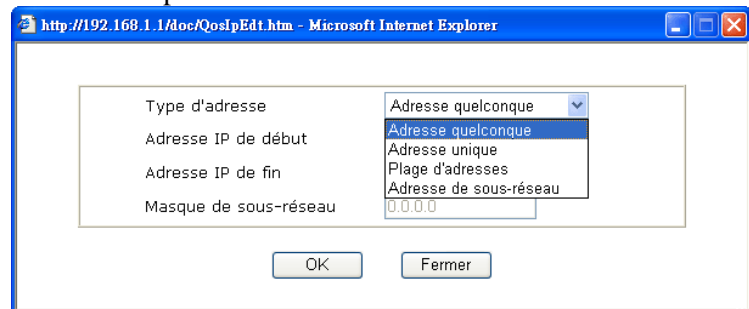 http://192.168.1.1/doc/QosIpEdt.htm - Microsoft Internet Explorer
Type d'adresse
Adresse quelconque
Adresse quelconque
Adresse IP de début
Adresse unique
Adresse IP de fin
Plage d'adresses
Adresse de sous-réseau
Masque de sous-réseau
0.0.0.0
OK
Fermer